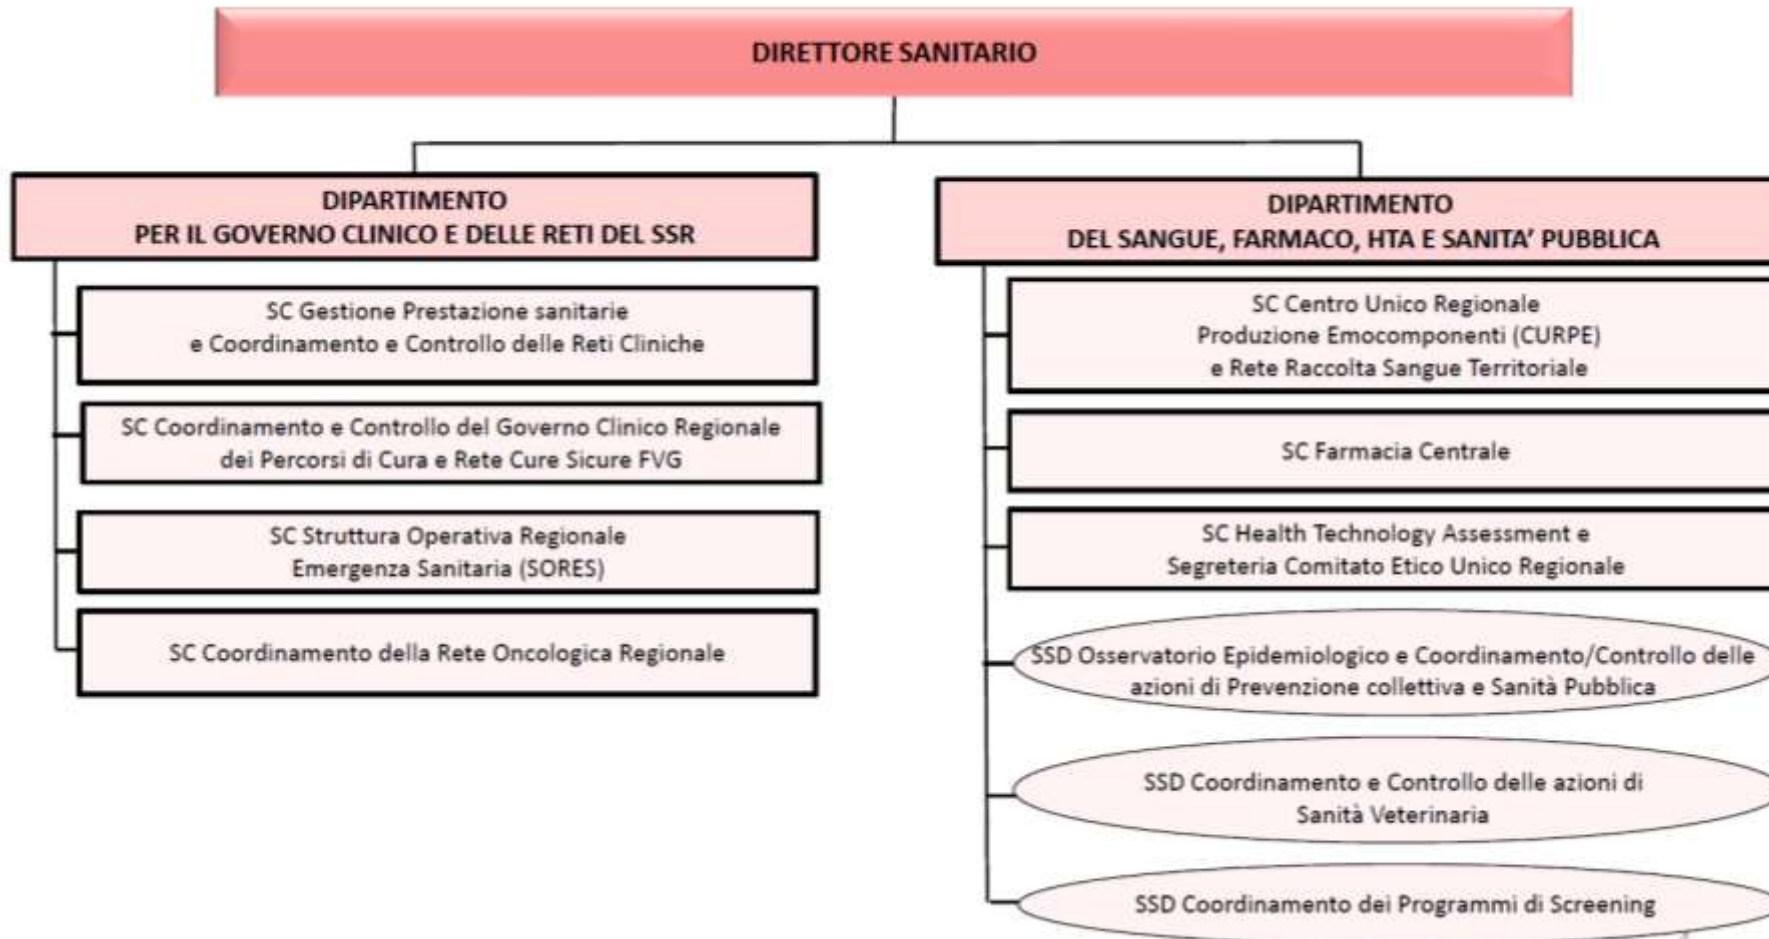 DIRETTORE SANITARIO
DIPARTIMENTO
PER IL GOVERNO CLINICO E DELLE RETI DEL SSR
SC Gestione Prestazione sanitarie
e Coordinamento e Controllo delle Reti Cliniche
SC Coordinamento e Controllo del Governo Clinico Regionale
dei Percorsi di Cura e Rete Cure Sicure FVG
SC Struttura Operativa Regionale
Emergenza Sanitaria (SORES)
SC Coordinamento della Rete Oncologica Regionale
DIPARTIMENTO
DEL SANGUE, FARMACO, HTA E SANITA’ PUBBLICA
SC Centro Unico Regionale
Produzione Emocomponenti (CURPE)
e Rete Raccolta Sangue Territoriale
SC Farmacia Centrale
SC Health Technology Assessment e
Segreteria Comitato Etico Unico Regionale
SSD Osservatorio Epidemiologico e Coordinamento/Controllo delle
azioni di Prevenzione collettiva e Sanità Pubblica
SSD Coordinamento e Controllo delle azioni di
Sanità Veterinaria
SSD Coordinamento dei Programmi di Screening